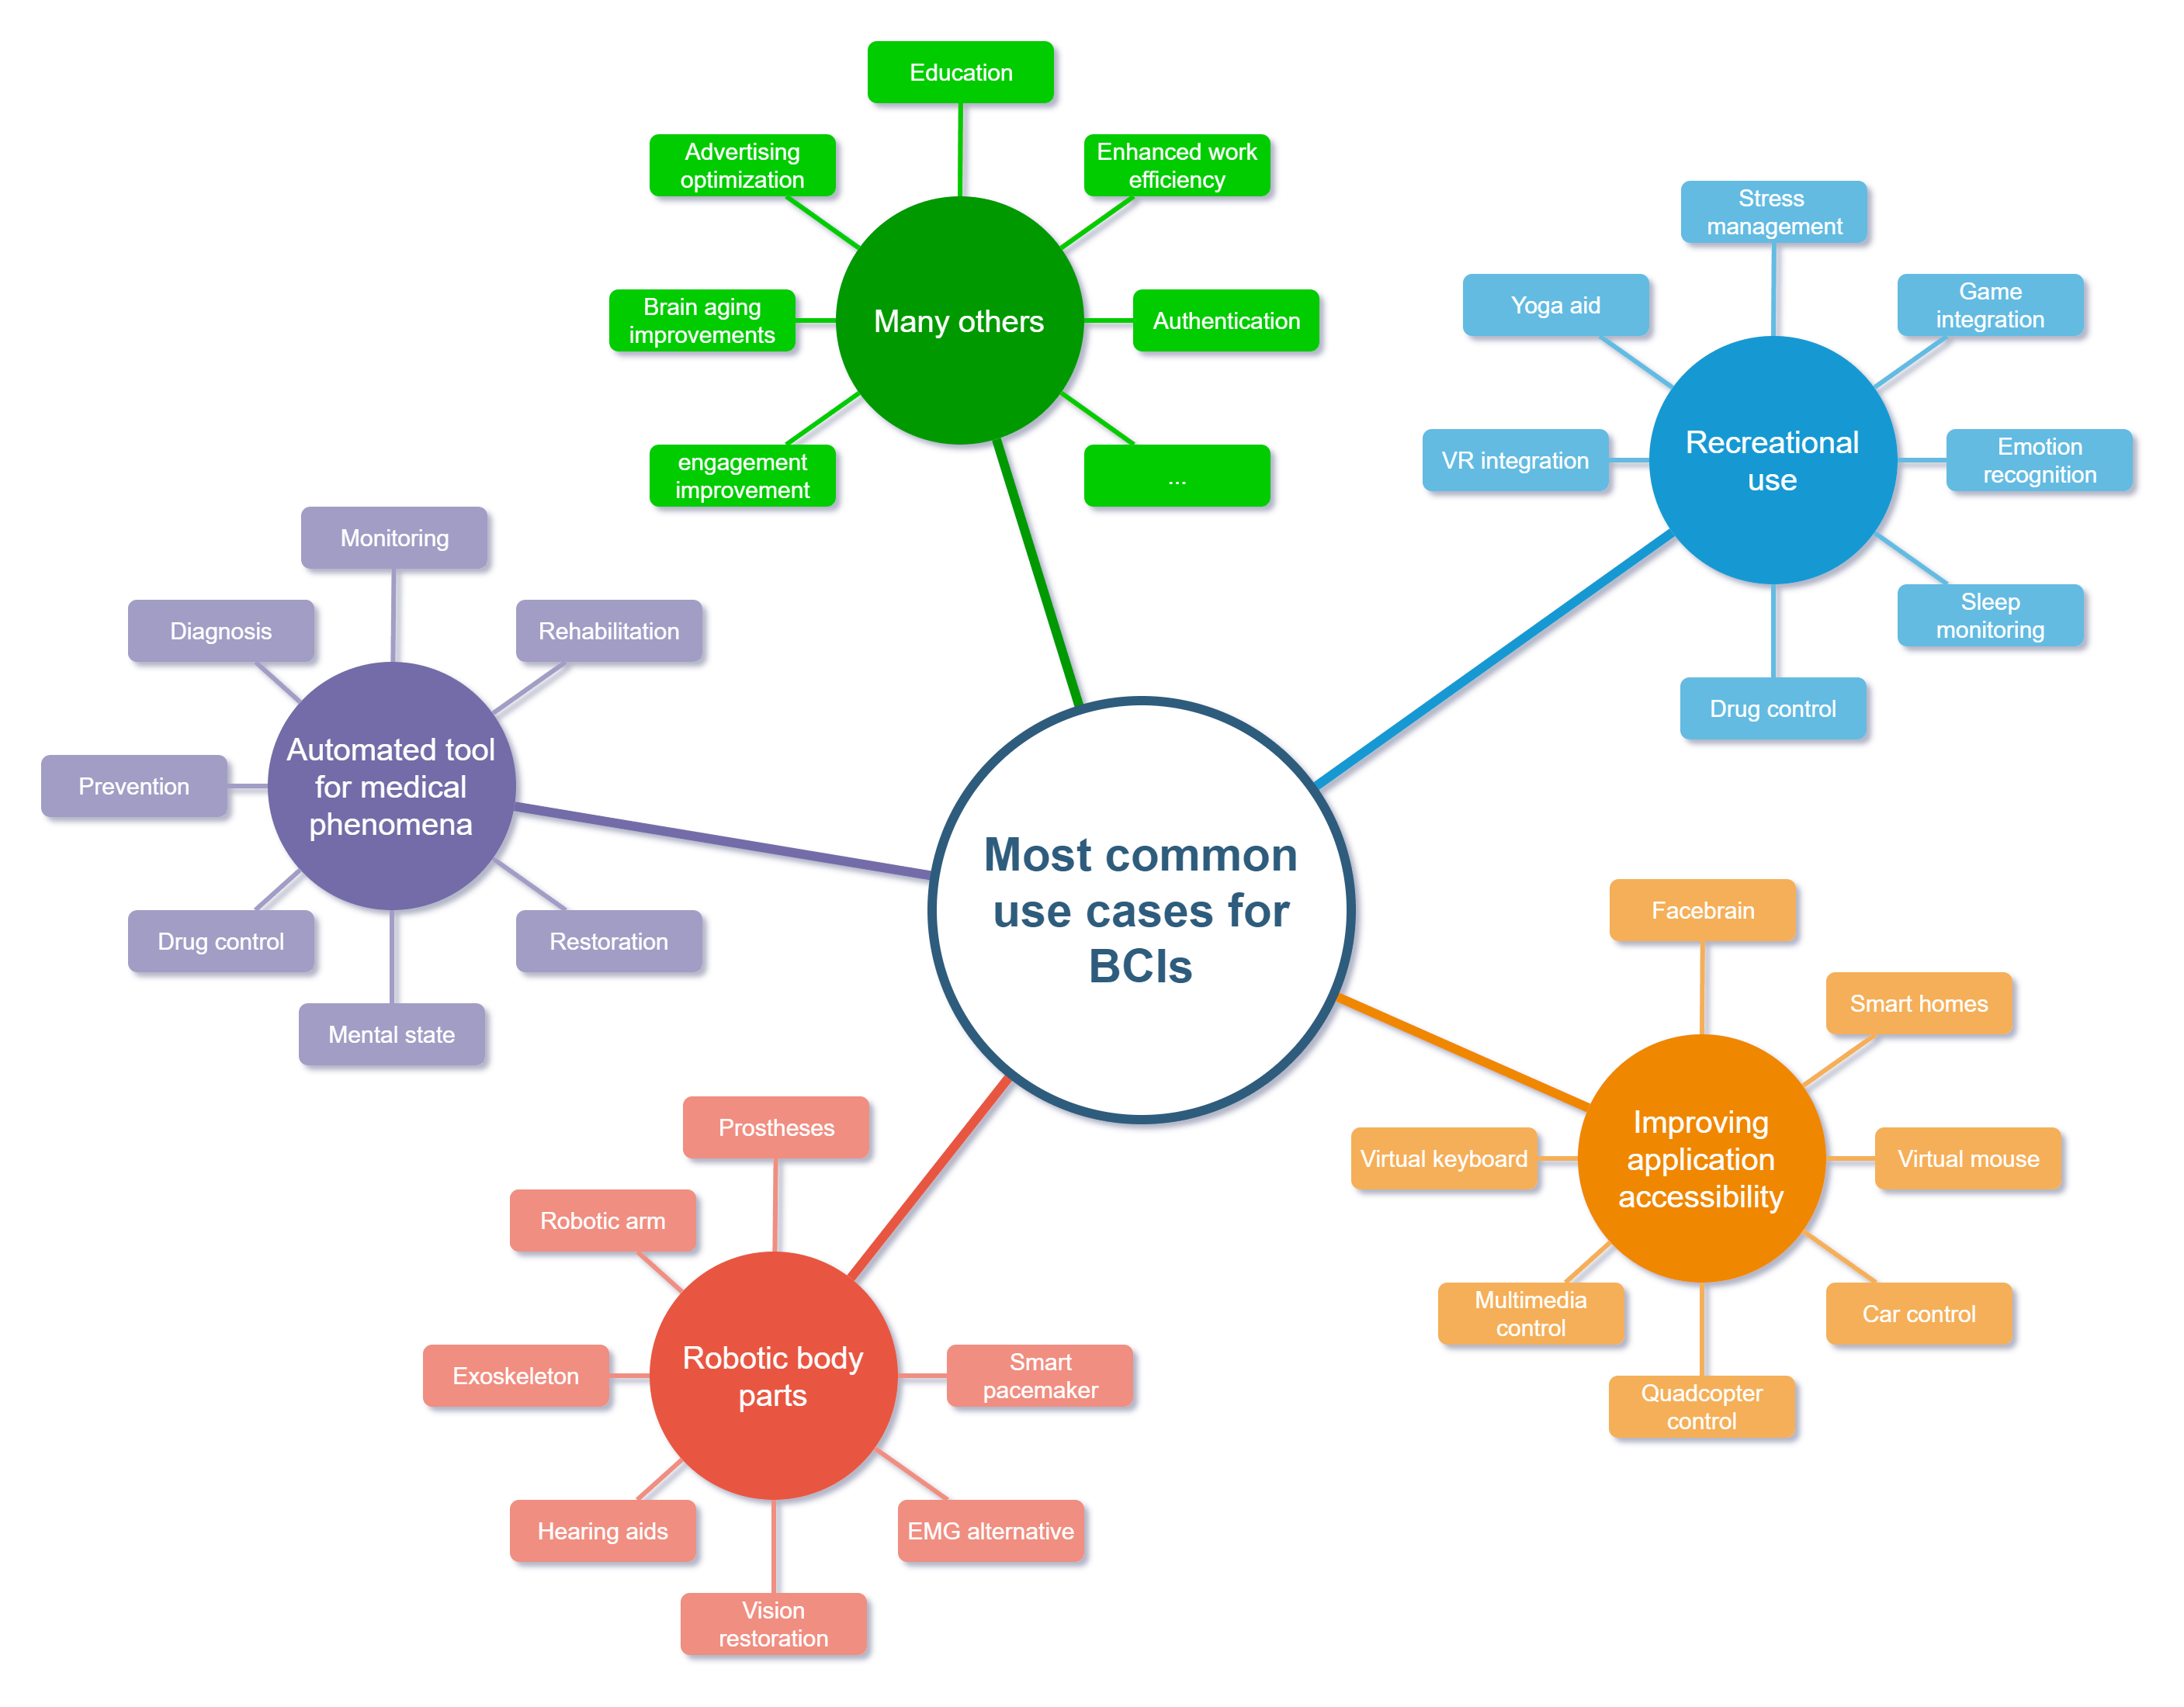 Education
Advertising
optimization
Enhanced work
efficiency
Brain aging
improvements
Many others
Authentication
engagement
improvement
...
Stress
management
Yoga aid
Game
integration
VR integration
Recreational
use
Emotion
recognition
Sleep
monitoring
Drug control
Monitoring
Diagnosis
Rehabilitation
Prevention
Automated tool
for medical
phenomena
Drug control
Restoration
Mental state
Most common
use cases for
BCIs
Facebrain
Smart homes
Virtual keyboard
Improving
application
accessibility
Virtual mouse
Multimedia
control
Car control
Quadcopter
control
Prostheses
Robotic arm
Exoskeleton
Robotic body
parts
Smart
pacemaker
Hearing aids
EMG alternative
Vision
restoration